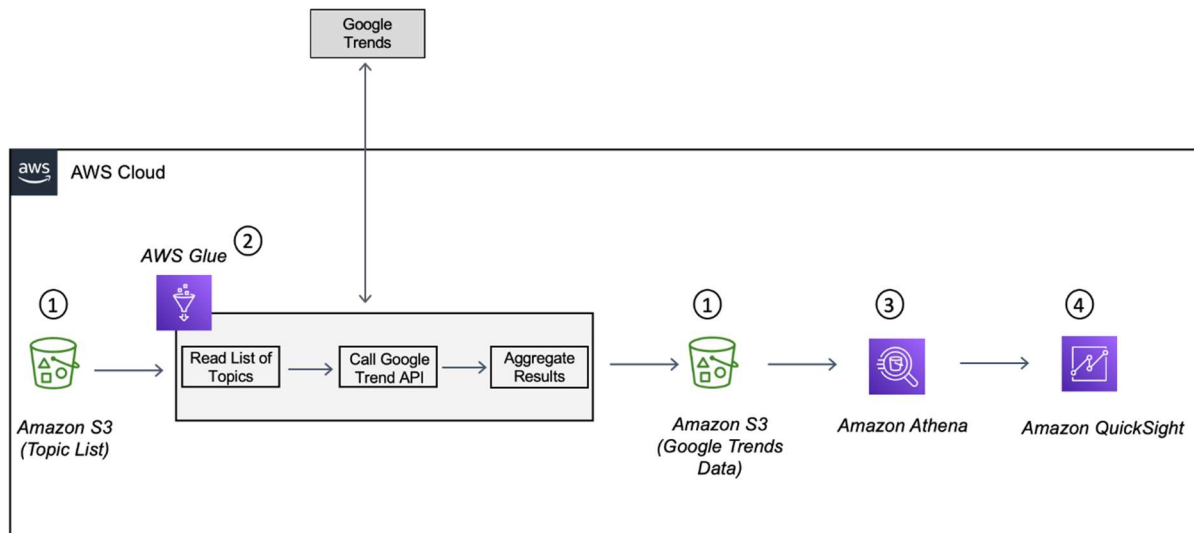 Google
Trends
aws
AWS Cloud
AWS Glue
2
1
Amazon S3
(Topic List)
Read List of
Topics
Call Google
Trend API
Aggregate
Results
1
Amazon S3
(Google Trends
Data)
3
Amazon Athena
4
Amazon QuickSight